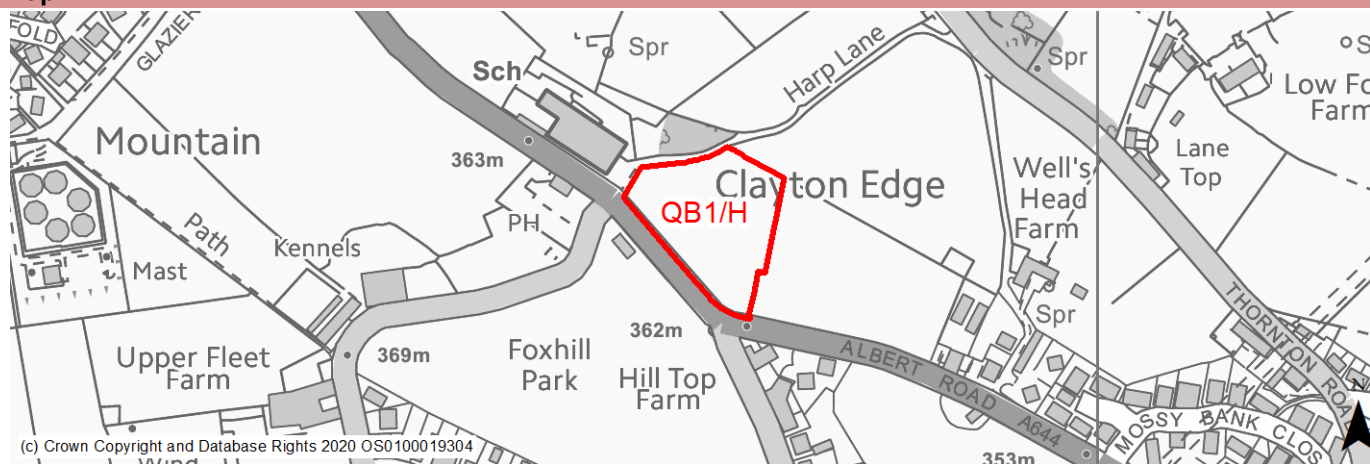 FOLD
GLAZIER
Spr
Sch
Harp Lane
Spr
Low Fo
Farm
Mountain
363m
Clayton Edge
QB1/H
Well's
Head
Farm
Lane
Top
Path
PH
Kennels
Mast
Spr
THORNTON ROAD
Upper Fleet
Farm
369m
Foxhill
Park
362m
Hill Top
Farm
ALBERT ROAD A644
N
MOSSY BANK CLOS
353m
(c) Crown Copyright and Database Rights 2020 OS0100019304